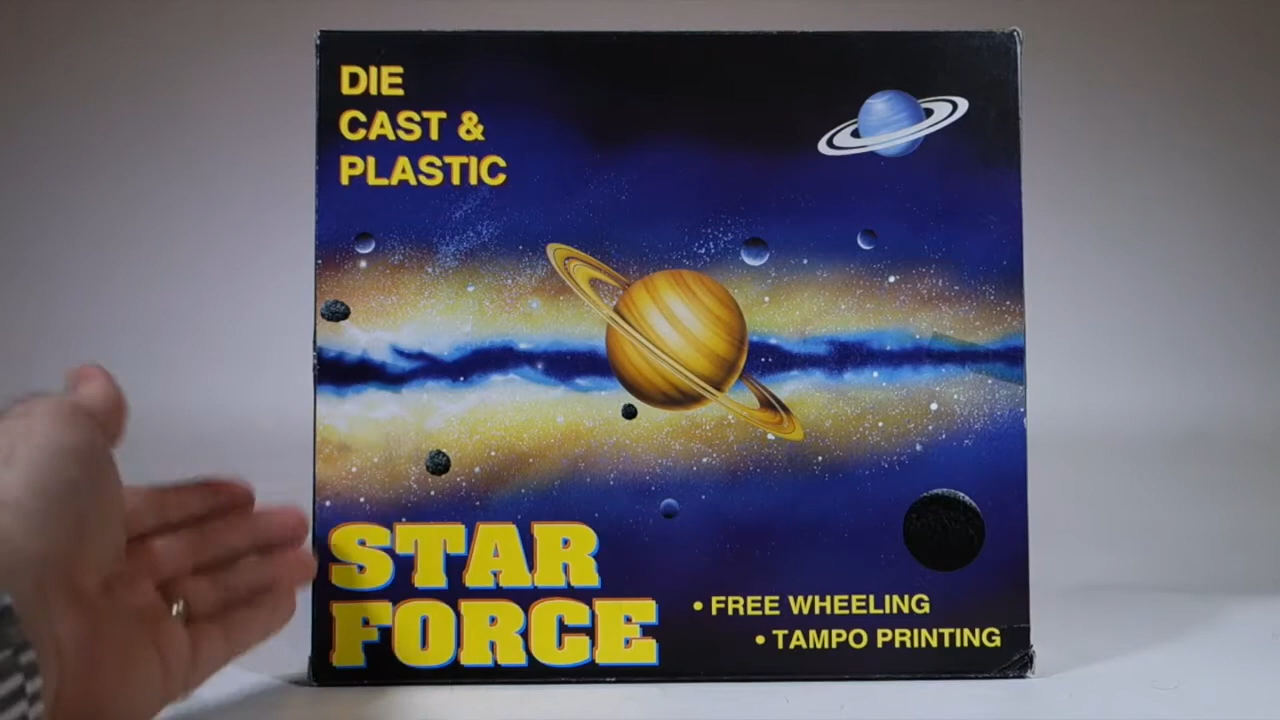 DIE
CAST &
PLASTIC
STAR
FORCE
• FREE WHEELING
• TAMPO PRINTING